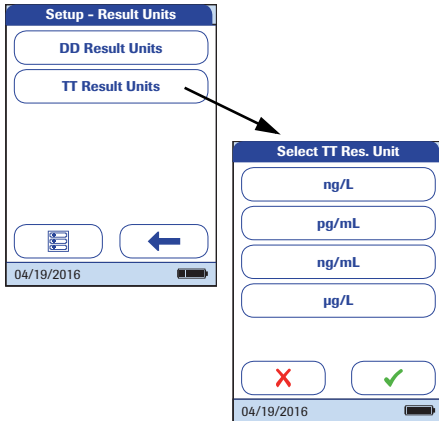 Setup - Result Units
DD Result Units
TT Result Units
04/19/2016
Select TT Res. Unit
ng/L
pg/mL
ng/mL
µg/L
04/19/2016